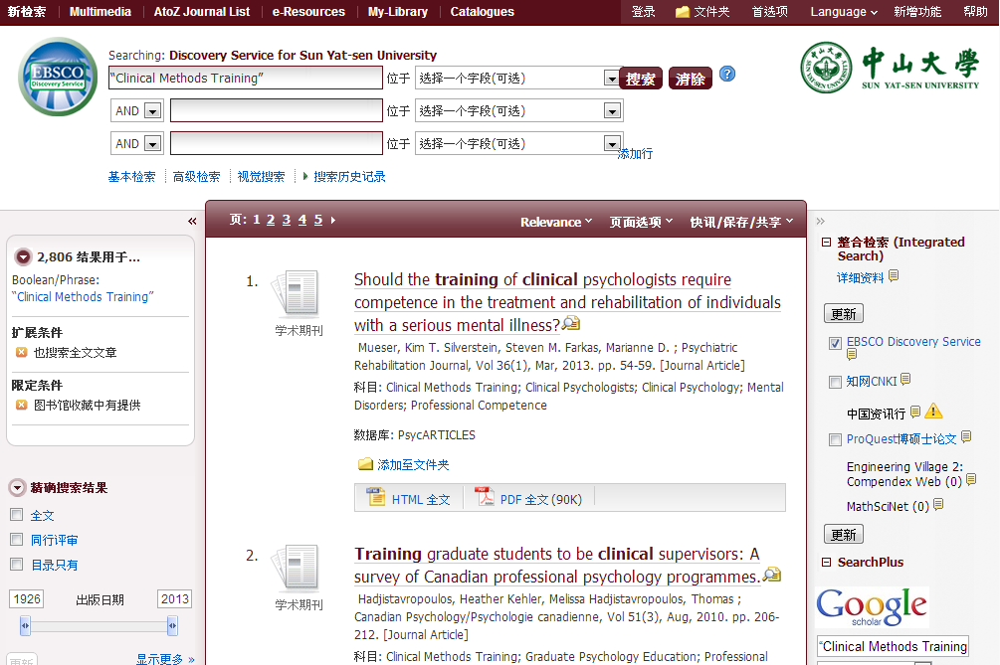 新检索 Multimedia AtoZ Journal List e-Resources My-Library Catalogues 登录 文件夹 首选项 Language 新增功能 帮助
EBSCO
Discovery Service
Searching: Discovery Service for Sun Yat-sen University
“Clinical Methods Training” 位于 选择一个字段(可选) 搜索 清除 ?
AND 位于 选择一个字段(可选)
AND 位于 选择一个字段(可选) 添加行
基本检索 高级检索 视觉搜索 搜索历史记录
中山大學
SUN YAT-SEN UNIVERSITY
«
2,806 结果用于...
Boolean/Phrase:
“Clinical Methods Training”
扩展条件
也搜索全文文章
限定条件
图书馆收藏中有提供
精确搜索结果
全文
同行评审
目录只有
1926 出版日期 2013
显示更多 »
更新
页: 1 2 3 4 5 Relevance 页面选项 快讯/保存/共享
1.
学术期刊
Should the training of clinical psychologists require
competence in the treatment and rehabilitation of individuals
with a serious mental illness?
Mueser, Kim T. Silverstein, Steven M. Farkas, Marianne D. ; Psychiatric
Rehabilitation Journal, Vol 36(1), Mar, 2013. pp. 54-59. [Journal Article]
科目: Clinical Methods Training; Clinical Psychologists; Clinical Psychology; Mental
Disorders; Professional Competence
数据库: PsycARTICLES
添加至文件夹
HTML 全文 PDF 全文 (90K)
2.
学术期刊
Training graduate students to be clinical supervisors: A
survey of Canadian professional psychology programmes.
Hadjistavropoulos, Heather Kehler, Melissa Hadjistavropoulos, Thomas ;
Canadian Psychology/Psychologie canadienne, Vol 51(3), Aug, 2010. pp. 206-
212. [Journal Article]
科目: Clinical Methods Training; Graduate Psychology Education; Professional
»
整合检索 (Integrated
Search)
详细资料
更新
EBSCO Discovery Service
知网CNKI
中国资讯行
ProQuest博硕士论文
Engineering Village 2:
Compendex Web (0)
MathSciNet (0)
更新
SearchPlus
Google
scholar
“Clinical Methods Training